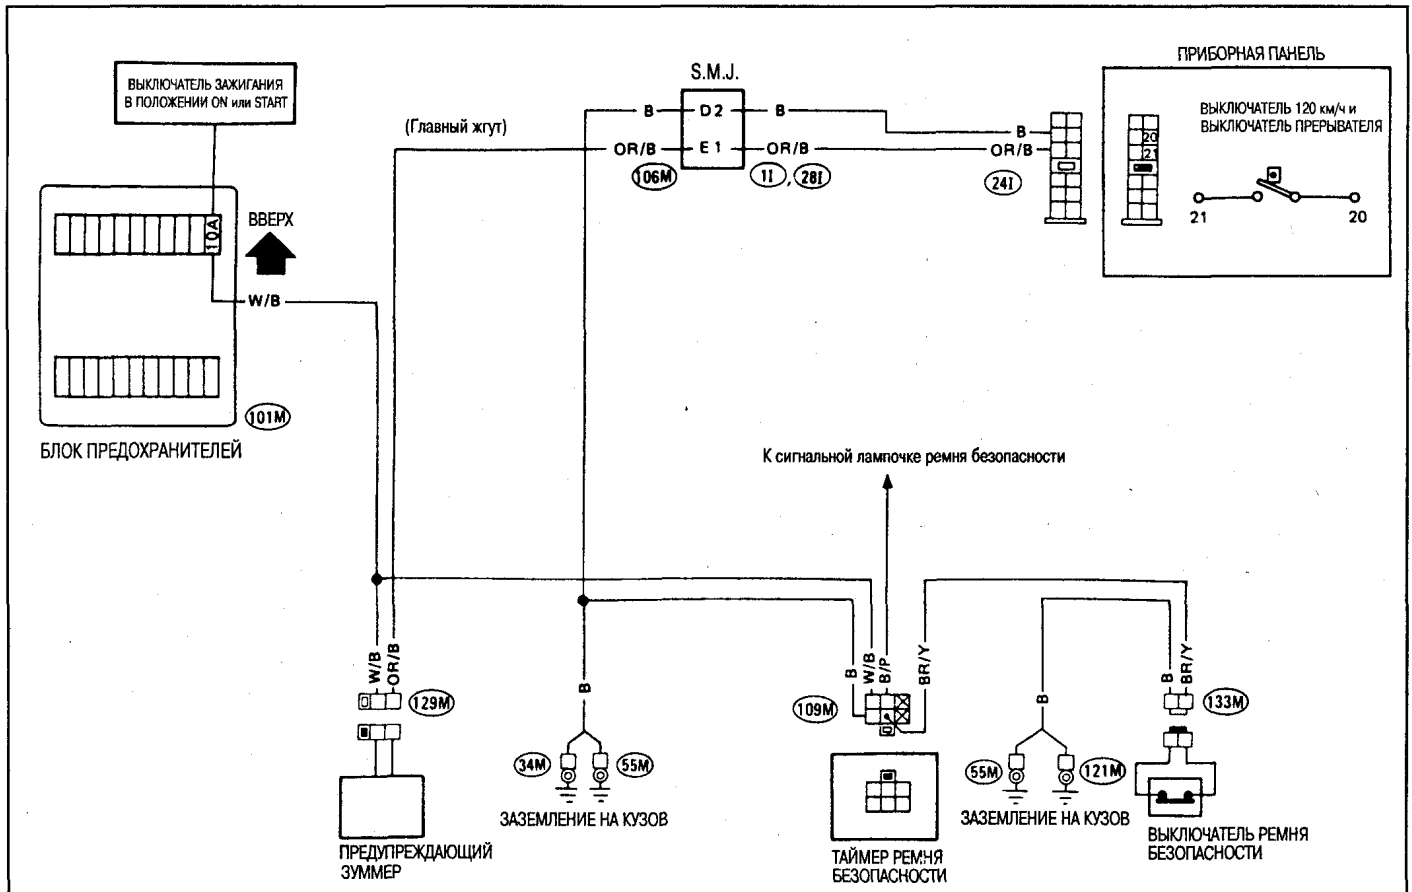 ВЫКЛЮЧАТЕЛЬ ЗАЖИГАНИЯ
В ПОЛОЖЕНИИ ON или START
S.M.J.
ПРИБОРНАЯ ПАНЕЛЬ
ВЫКЛЮЧАТЕЛЬ 120 км/ч и
ВЫКЛЮЧАТЕЛЬ ПРЕРЫВАТЕЛЯ
(Главный жгут)
B
D2
B
B
OR/B
E1
OR/B
OR/B
106M
1I, 28I
24I
20
21
21
20
10A
ВВЕРХ
W/B
101M
БЛОК ПРЕДОХРАНИТЕЛЕЙ
К сигнальной лампочке ремня безопасности
W/B
OR/B
B
B
W/B
B/P
BR/Y
B
B
BR/Y
129M
109M
133M
34M
55M
55M
121M
ЗАЗЕМЛЕНИЕ НА КУЗОВ
ЗАЗЕМЛЕНИЕ НА КУЗОВ
ПРЕДУПРЕЖДАЮЩИЙ
ЗУММЕР
ТАЙМЕР РЕМНЯ
БЕЗОПАСНОСТИ
ВЫКЛЮЧАТЕЛЬ РЕМНЯ
БЕЗОПАСНОСТИ